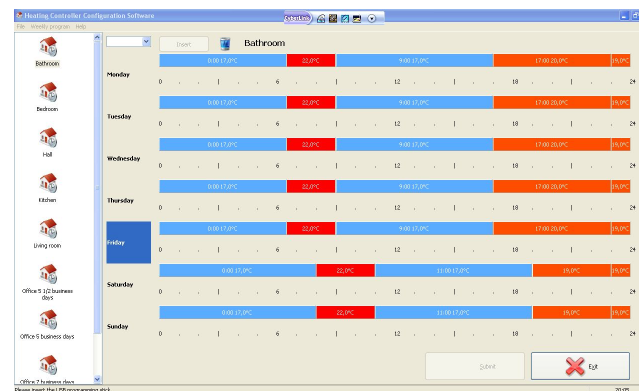 Heating Controller Configuration Software
CyberLink
File Weekly program Help
Insert
Bathroom
Bathroom
Bedroom
Hall
Kitchen
Living room
Office 5 1/2 business
days
Office 5 business days
Office 7 business days
0:00 17,0°C 22,0°C 9:00 17,0°C 17:00 20,0°C 19,0°C
Monday
0 6 12 18 24
0:00 17,0°C 22,0°C 9:00 17,0°C 17:00 20,0°C 19,0°C
Tuesday
0 6 12 18 24
0:00 17,0°C 22,0°C 9:00 17,0°C 17:00 20,0°C 19,0°C
Wednesday
0 6 12 18 24
0:00 17,0°C 22,0°C 9:00 17,0°C 17:00 20,0°C 19,0°C
Thursday
0 6 12 18 24
0:00 17,0°C 22,0°C 9:00 17,0°C 17:00 20,0°C 19,0°C
Friday
0 6 12 18 24
0:00 17,0°C 22,0°C 11:00 17,0°C 19,0°C 19,0°C
Saturday
0 6 12 18 24
0:00 17,0°C 22,0°C 11:00 17,0°C 19,0°C 19,0°C
Sunday
0 6 12 18 24
Submit
Exit
Please insert the USB programming stick
20:05